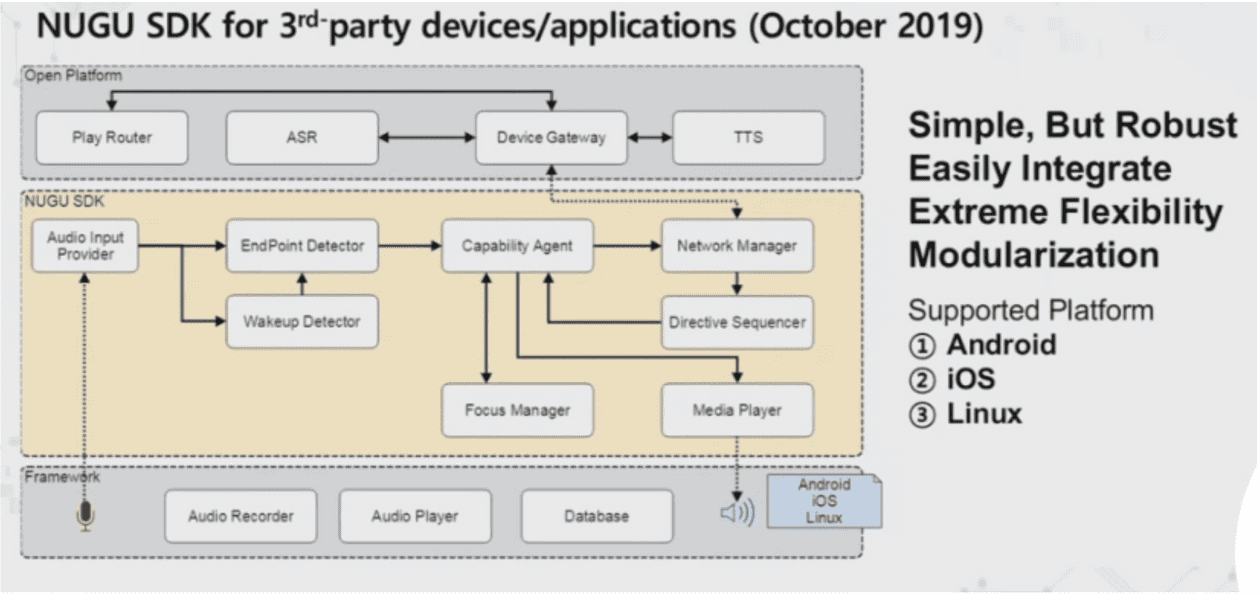 NUGU SDK for 3rd-party devices/applications (October 2019)
Open Platform
Play Router
ASR
Device Gateway
TTS
NUGU SDK
Audio Input
Provider
EndPoint Detector
Capability Agent
Network Manager
Wakeup Detector
Directive Sequencer
Focus Manager
Media Player
Framework
Audio Recorder
Audio Player
Database
Android
iOS
Linux
Simple, But Robust
Easily Integrate
Extreme Flexibility
Modularization
Supported Platform
① Android
② iOS
③ Linux